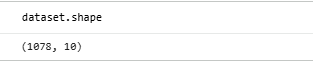 dataset.shape
(1078, 10)